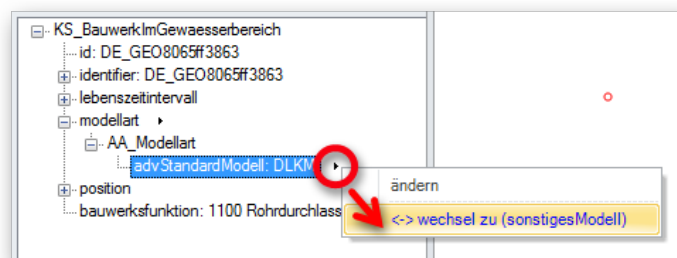 KS_BauwerkImGewaesserbereich
id: DE_GEO8065ff3863
identifier: DE_GEO8065ff3863
lebenszeitintervall
modellart
AA_Modellart
advStandardModell: DLKM
ändern
position
<-> wechsel zu (sonstigesModell)
bauwerksfunktion: 1100 Rohrdurchlass